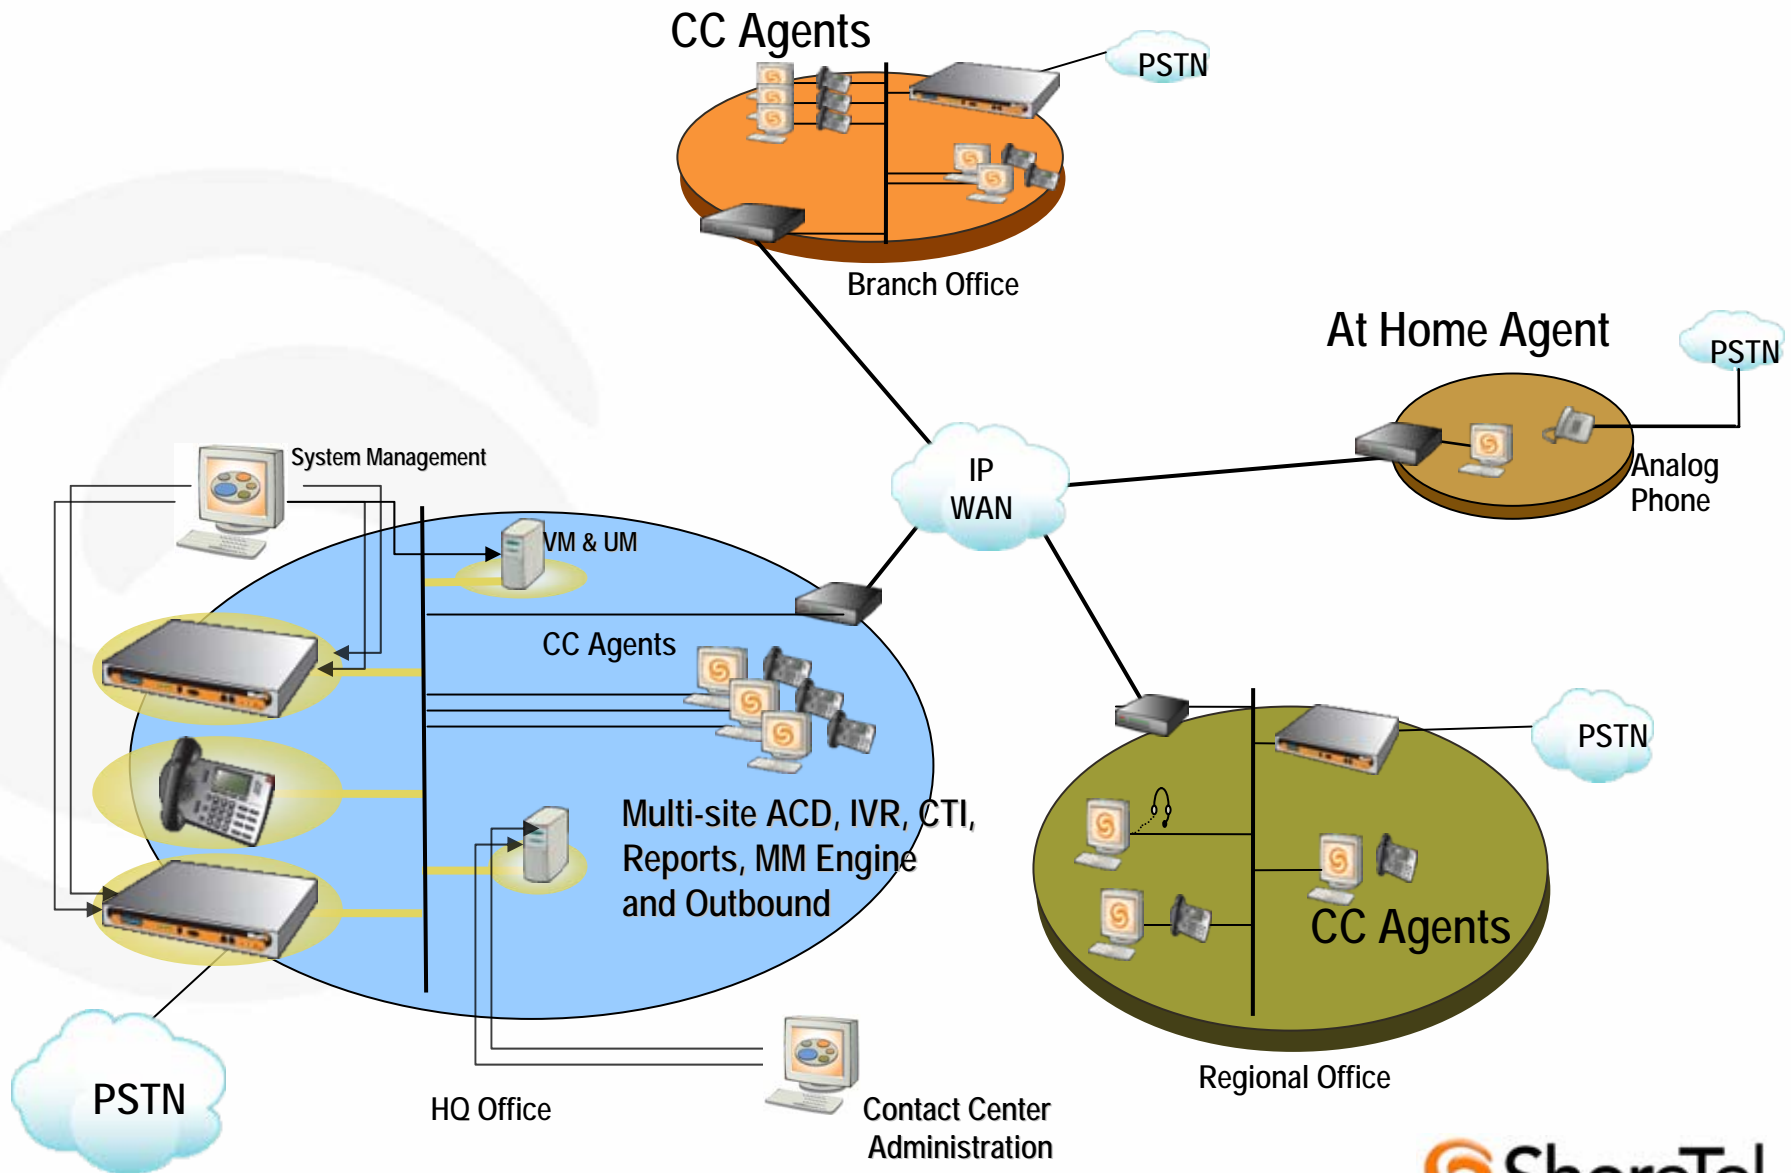 CC Agents
PSTN
Branch Office
At Home Agent
PSTN
Analog
Phone
IP
WAN
System Management
VM & UM
CC Agents
Multi-site ACD, IVR, CTI,
Reports, MM Engine
and Outbound
PSTN
CC Agents
Regional Office
PSTN
HQ Office
Contact Center
Administration
ShoreTel